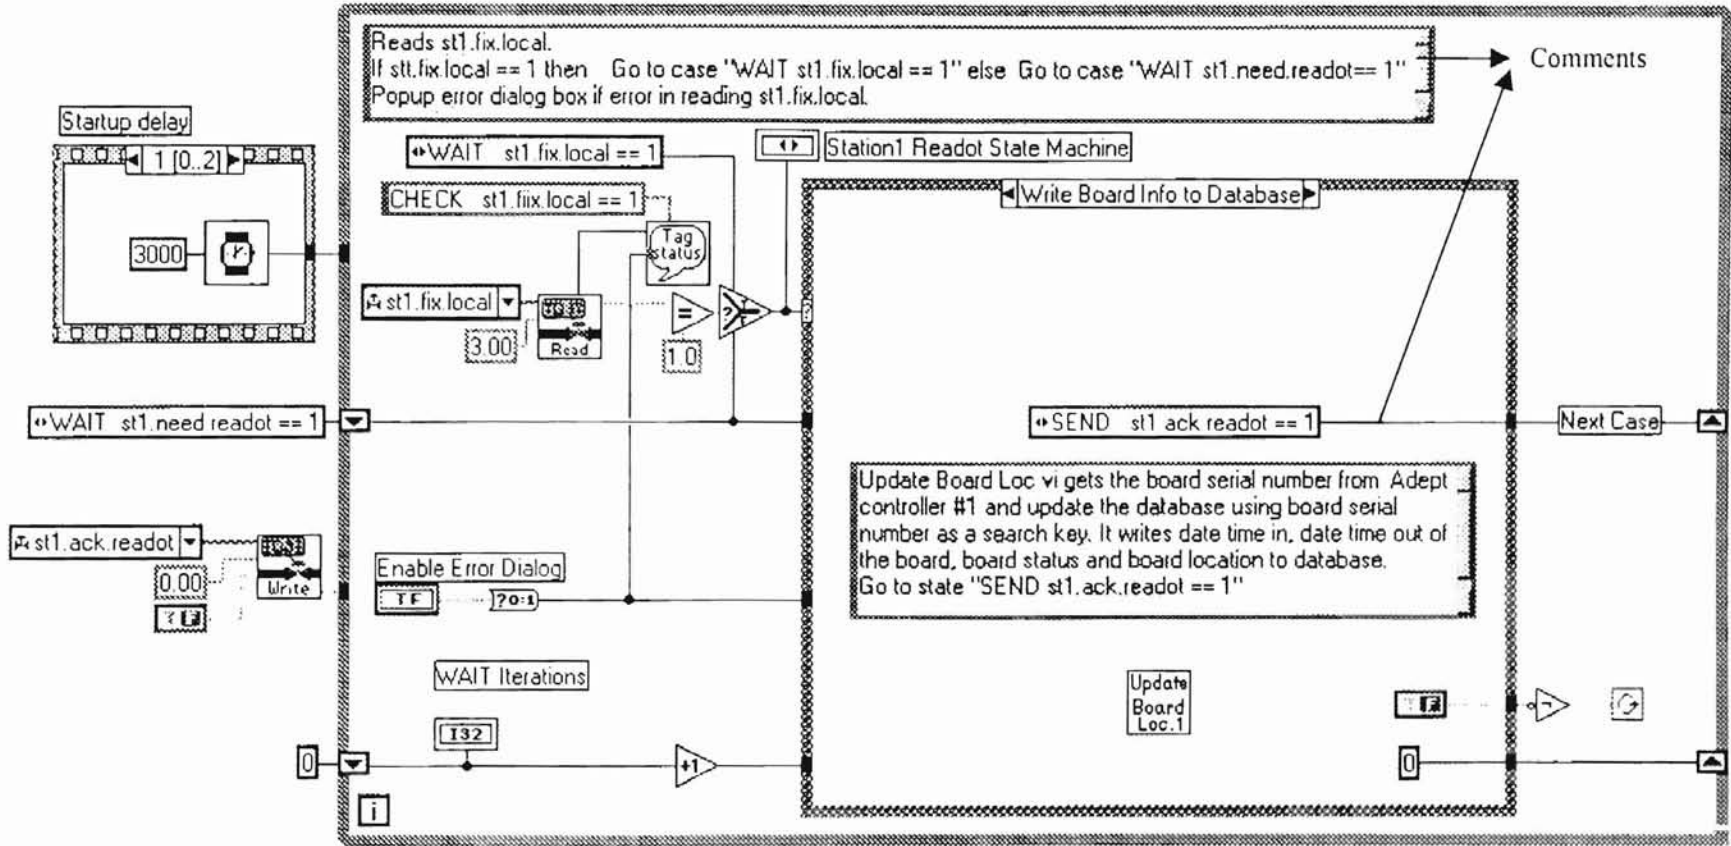 Reads st1.fix.local.
If stt.fix.local == 1 then Go to case "WAIT st1.fix.local == 1" else Go to case "WAIT st1.need.readot== 1"
Popup error dialog box if error in reading st1.fix.local.
Comments
Startup delay
1 [0..2]
3000
WAIT st1.fix.local == 1
Station1 Readot State Machine
CHECK st1.fiix.local == 1
Tag
status
Write Board Info to Database
st1.fix.local
3.00
Read
=
1.0
?
WAIT st1.need readot == 1
SEND st1 ack readot == 1
Next Case
Update Board Loc vi gets the board serial number from Adept
controller #1 and update the database using board serial
number as a search key. It writes date time in, date time out of
the board, board status and board location to database.
Go to state "SEND st1.ack.readot == 1"
st1.ack.readot
0.00
Write
? F
Enable Error Dialog
TF
?0:1
WAIT Iterations
I32
+1
0
i
Update
Board
Loc.1
? F
0